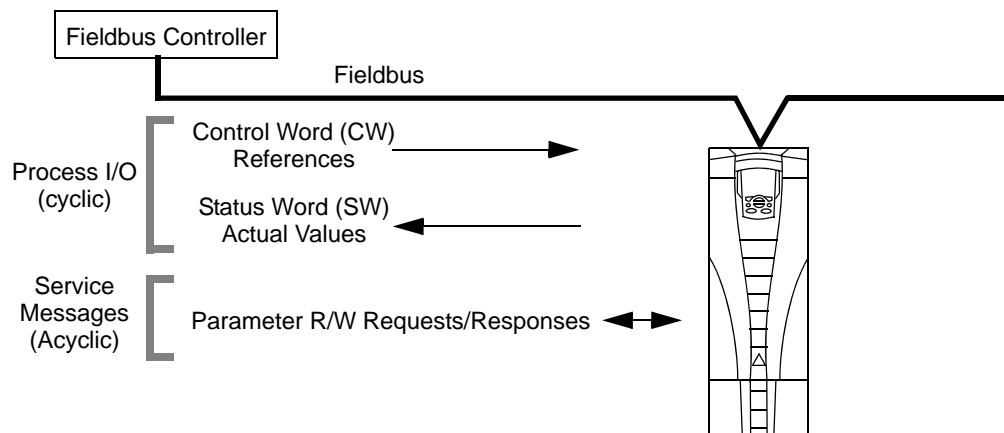 Fieldbus Controller
Fieldbus
Process I/O
(cyclic)
Control Word (CW)
References
Status Word (SW)
Actual Values
Service
Messages
(Acyclic)
Parameter R/W Requests/Responses